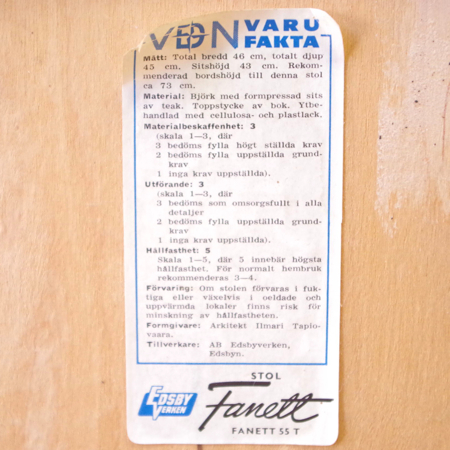 VDN VARU
FAKTA
Mått: Total bredd 46 cm, totalt djup
45 cm. Sitshöjd 43 cm. Rekom-
menderad bordshöjd till denna stol
ca 73 cm.
Material: Björk med formpressad sits
av teak. Toppstycke av bok. Ytbe-
handlad med cellulosa- och plastlack.
Materialbeskaffenhet: 3
(skala 1—3, där
3 bedöms fylla högt ställda krav
2 bedöms fylla uppställda grund-
krav
1 inga krav uppställda).
Utförande: 3
(skala 1—3, där
3 bedöms som omsorgsfullt i alla
detaljer
2 bedöms fylla uppställda grund-
krav
1 inga krav uppställda).
Hållfasthet: 5
Skala 1-5, där 5 innebär högsta
hållfasthet. För normalt hembruk
rekommenderas 3—4.
Förvaring: Om stolen förvaras i fuk-
tiga eller växelvis i oeldade och
uppvärmda lokaler finns risk för
minskning av hållfastheten.
Formgivare: Arkitekt Ilmari Tapio-
vaara.
Tillverkare: AB Edsbyverken,
Edsbyn.
STOL
EDSBY
VERKEN
Fanett
FANETT 55 T